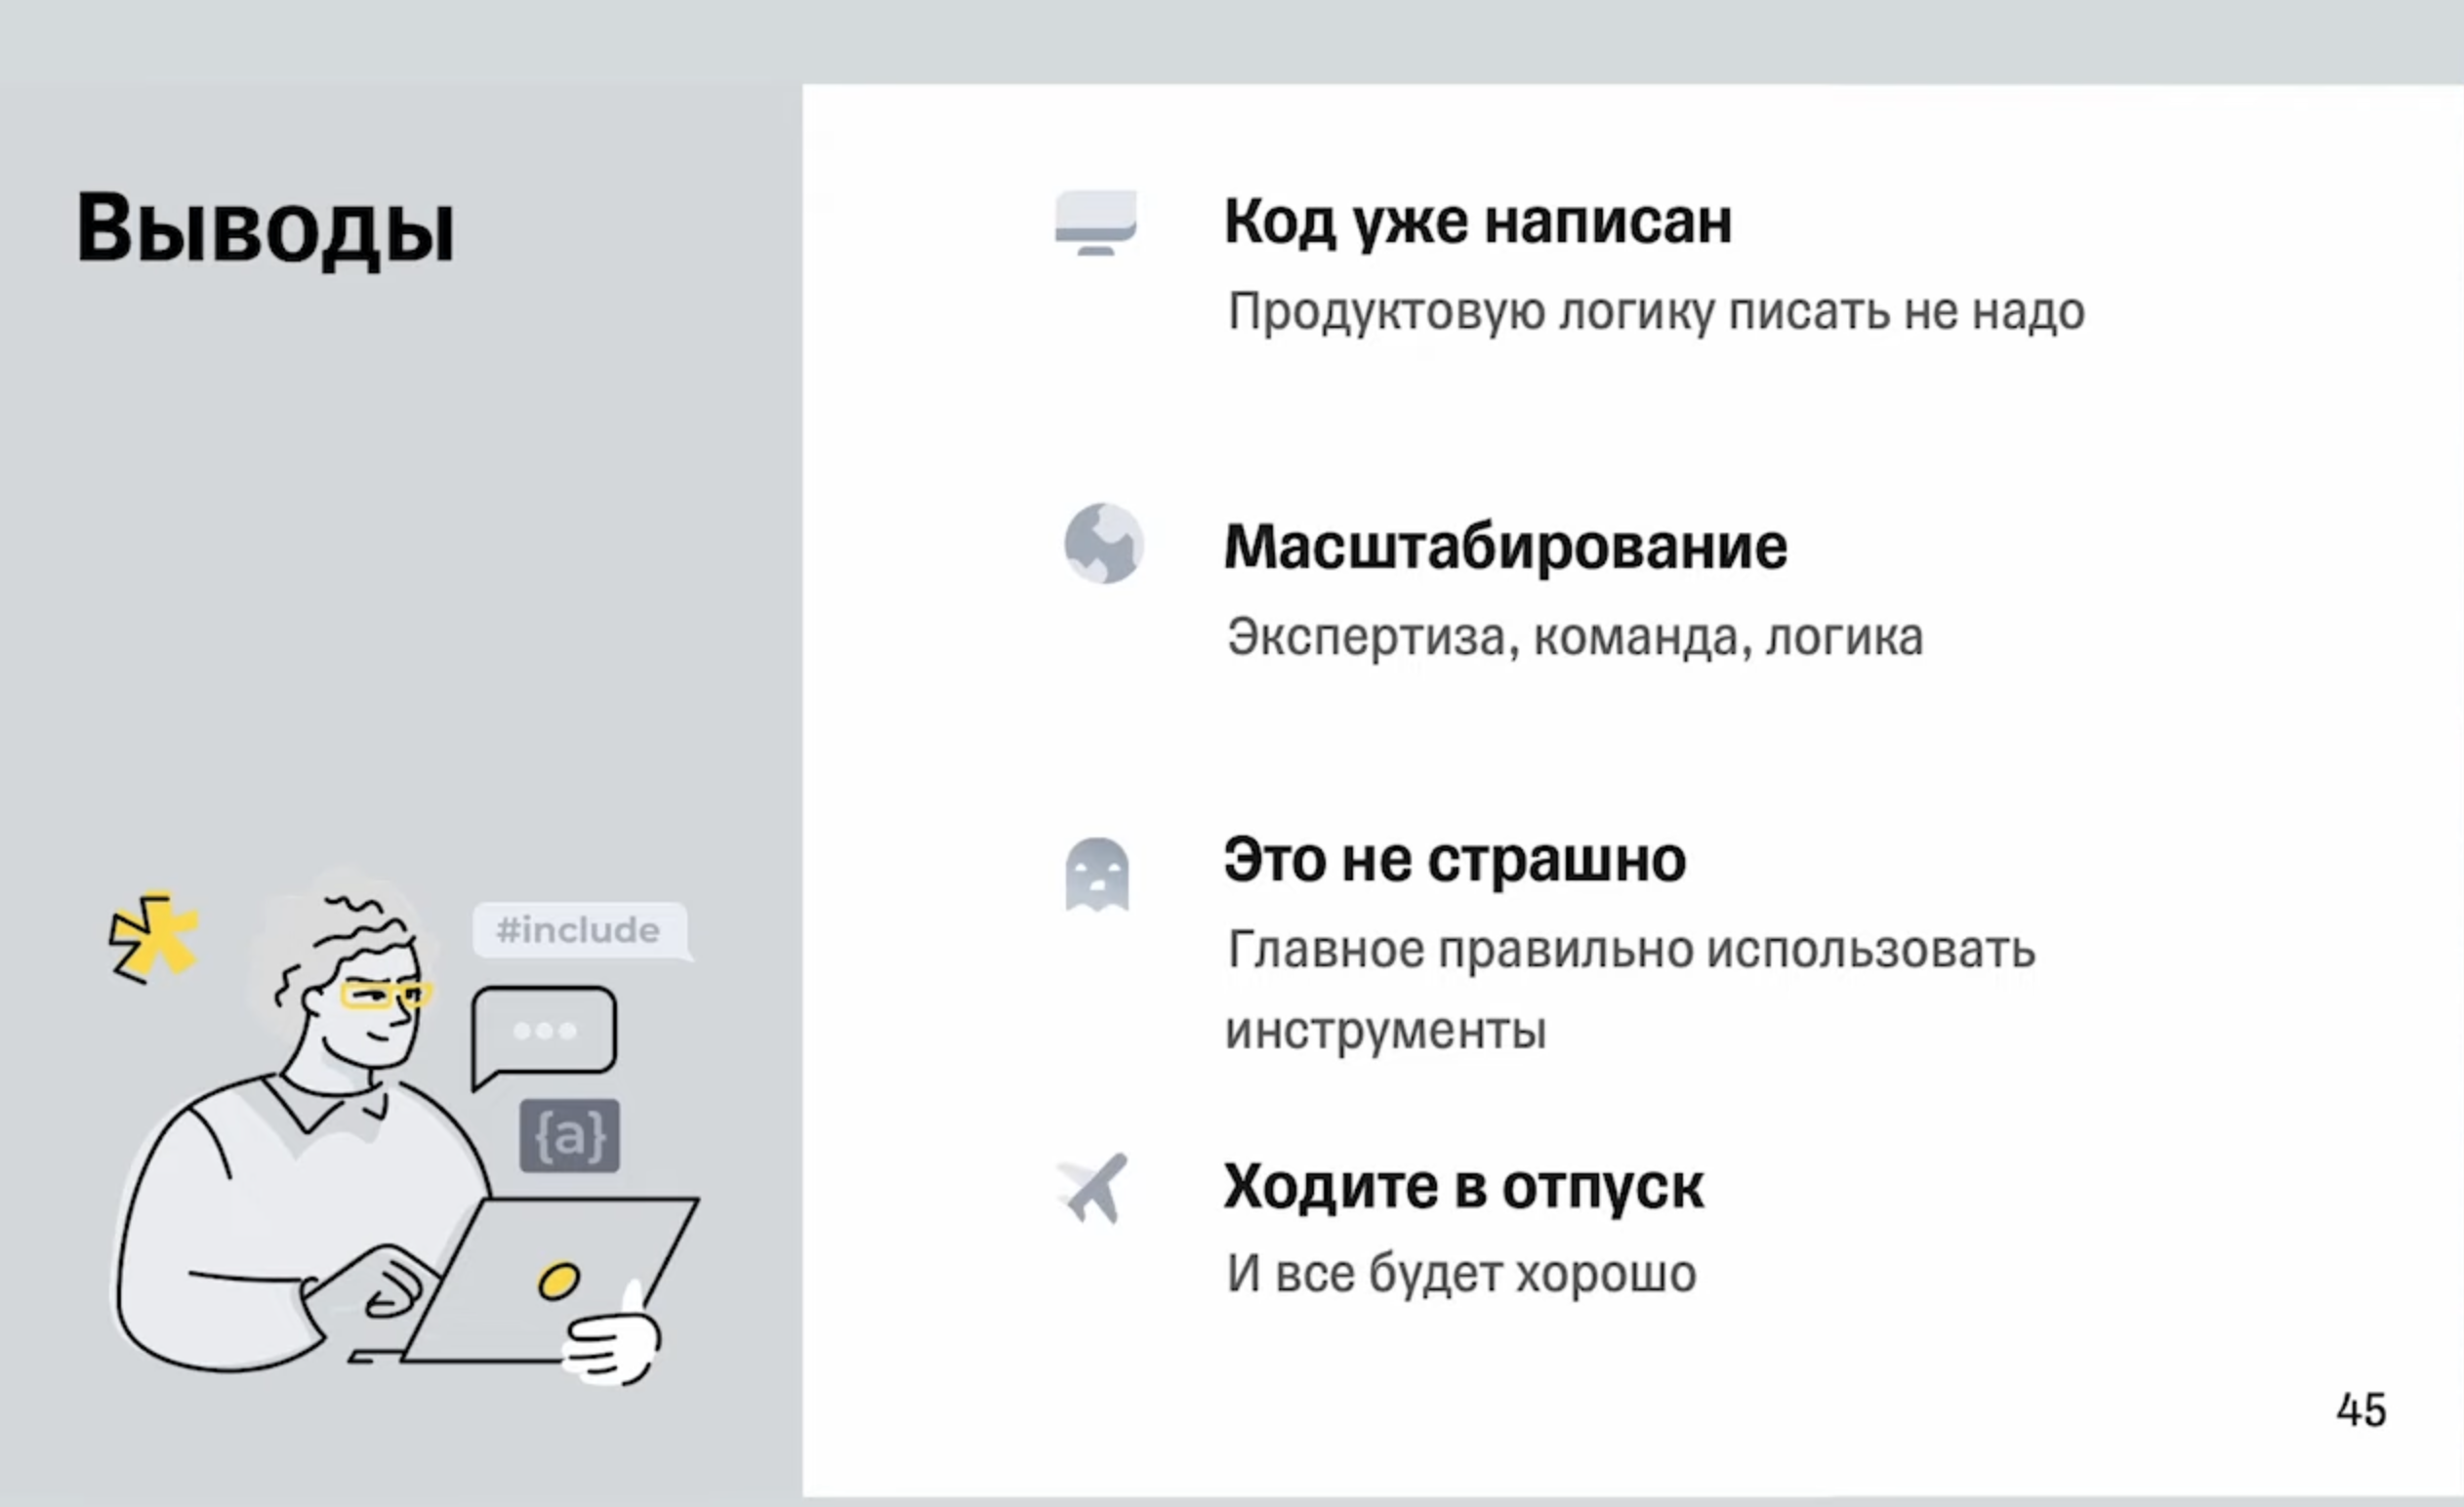 Выводы
Код уже написан
Продуктовую логику писать не надо
Масштабирование
Экспертиза, команда, логика
Это не страшно
Главное правильно использовать
инструменты
Ходите в отпуск
И все будет хорошо
#include
{a}
45